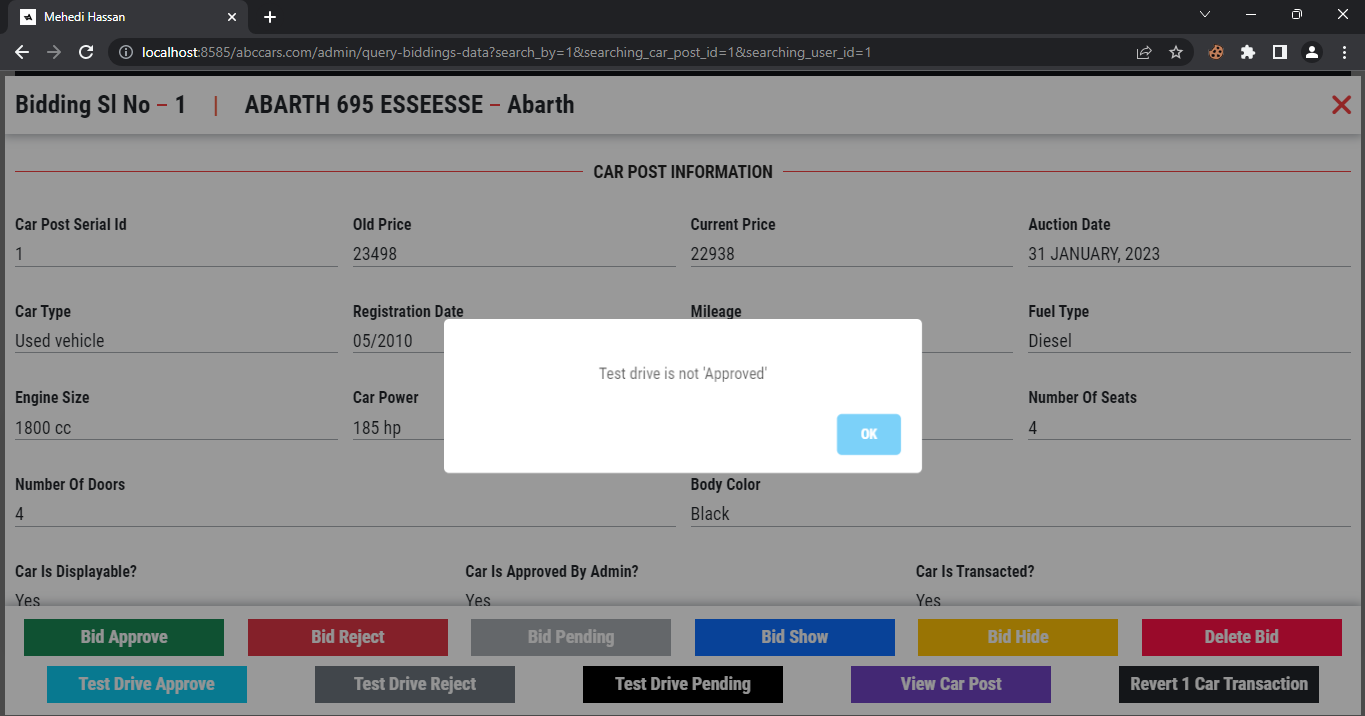 Mehedi Hassan
localhost:8585/abccars.com/admin/query-biddings-data?search_by=1&searching_car_post_id=1&searching_user_id=1
Bidding Sl No – 1 | ABARTH 695 ESSEESSE – Abarth
CAR POST INFORMATION
Car Post Serial Id Old Price Current Price Auction Date
1 23498 22938 31 JANUARY, 2023
Car Type Registration Date Mileage Fuel Type
Used vehicle 05/2010 Diesel
Test drive is not 'Approved'
Engine Size Car Power Number Of Seats
1800 cc 185 hp 4
OK
Number Of Doors Body Color
4 Black
Car Is Displayable? Car Is Approved By Admin? Car Is Transacted?
Yes Yes Yes
Bid Approve Bid Reject Bid Pending Bid Show Bid Hide Delete Bid
Test Drive Approve Test Drive Reject Test Drive Pending View Car Post Revert 1 Car Transaction